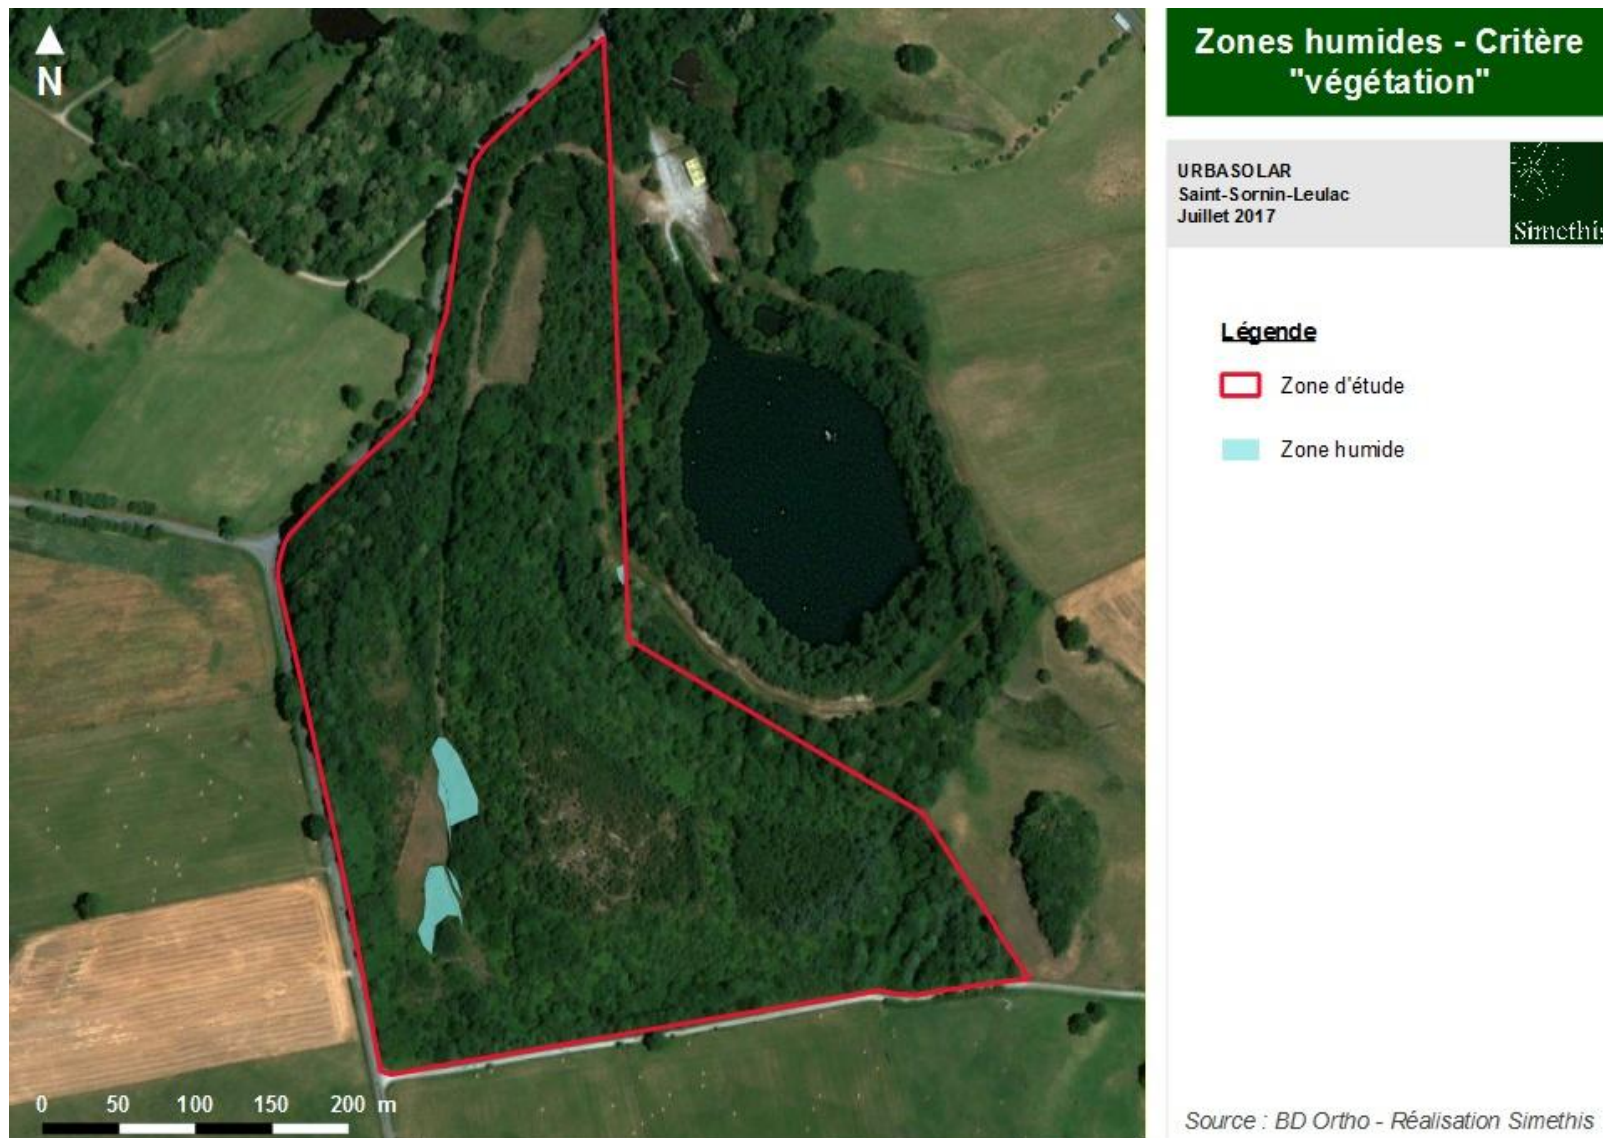 N
0 50 100 150 200 m
Zones humides - Critère
"végétation"
URBASOLAR
Saint-Sornin-Leulac
Juillet 2017
Simethis
Légende
Zone d'étude
Zone humide
Source : BD Ortho - Réalisation Simethis